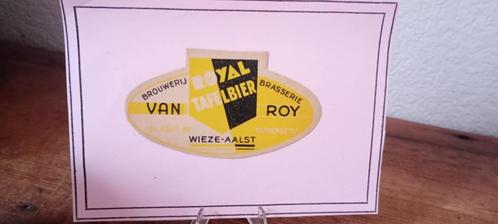 ROYAL
TAFELBIER
BROUWERIJ
BRASSERIE
VAN ROY
WIEZE-AALST